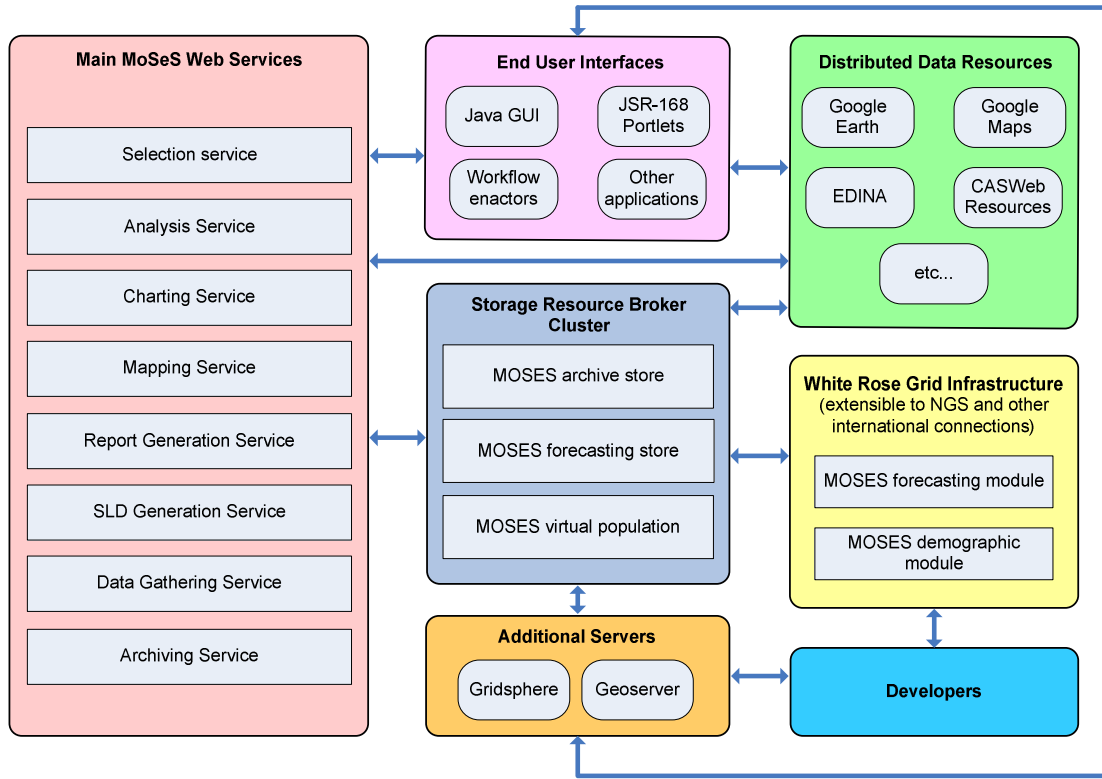 Main MoSeS Web Services
Selection service
Analysis Service
Charting Service
Mapping Service
Report Generation Service
SLD Generation Service
Data Gathering Service
Archiving Service
End User Interfaces
Java GUI
JSR-168
Portlets
Workflow
enactors
Other
applications
Distributed Data Resources
Google
Earth
Google
Maps
EDINA
CASWeb
Resources
etc...
Storage Resource Broker
Cluster
MOSES archive store
MOSES forecasting store
MOSES virtual population
White Rose Grid Infrastructure
(extensible to NGS and other
international connections)
MOSES forecasting module
MOSES demographic
module
Additional Servers
Gridsphere
Geoserver
Developers